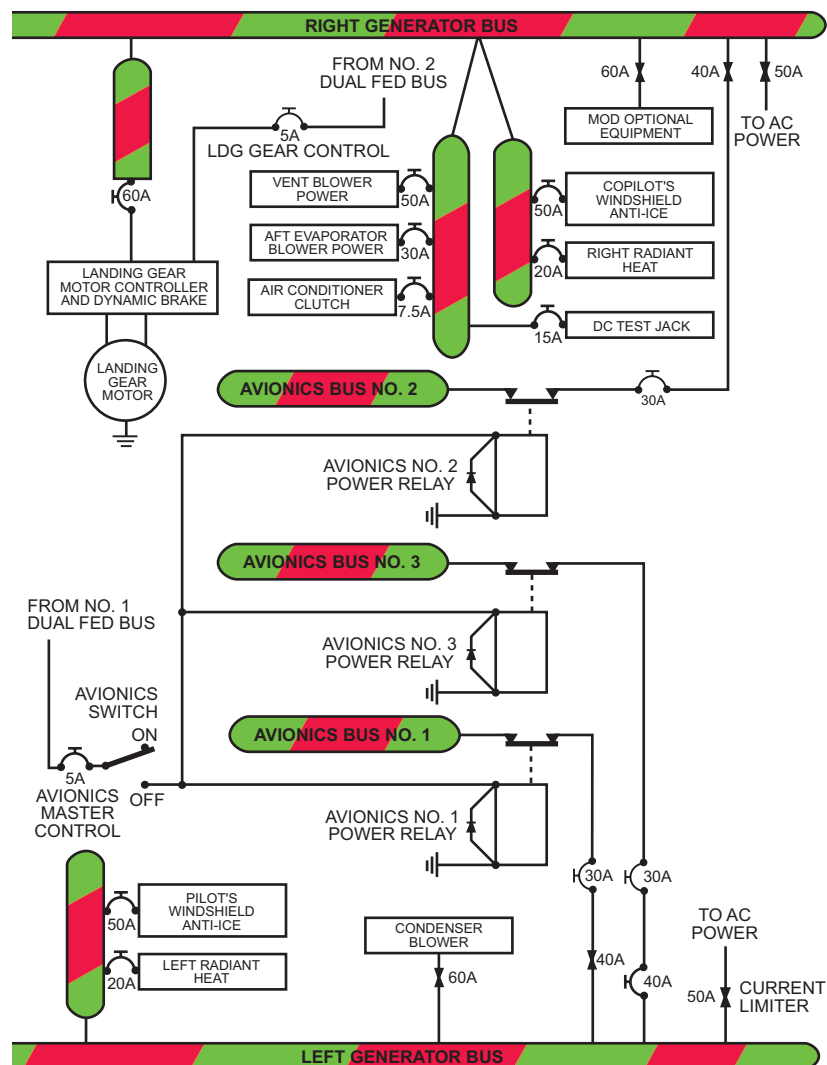 RIGHT GENERATOR BUS
FROM NO. 2
DUAL FED BUS
60A
40A
50A
5A
LDG GEAR CONTROL
MOD OPTIONAL
EQUIPMENT
TO AC
POWER
60A
VENT BLOWER
POWER
50A
AFT EVAPORATOR
BLOWER POWER
30A
AIR CONDITIONER
CLUTCH
7.5A
COPILOT'S
WINDSHIELD
ANTI-ICE
50A
RIGHT RADIANT
HEAT
20A
DC TEST JACK
15A
LANDING GEAR
MOTOR CONTROLLER
AND DYNAMIC BRAKE
LANDING
GEAR
MOTOR
AVIONICS BUS NO. 2
30A
AVIONICS NO. 2
POWER RELAY
AVIONICS BUS NO. 3
FROM NO. 1
DUAL FED BUS
AVIONICS NO. 3
POWER RELAY
AVIONICS
SWITCH
ON
AVIONICS BUS NO. 1
5A
OFF
AVIONICS
MASTER
CONTROL
AVIONICS NO. 1
POWER RELAY
30A
30A
PILOT'S
WINDSHIELD
ANTI-ICE
50A
LEFT RADIANT
HEAT
20A
CONDENSER
BLOWER
60A
40A
40A
TO AC
POWER
50A
CURRENT
LIMITER
LEFT GENERATOR BUS